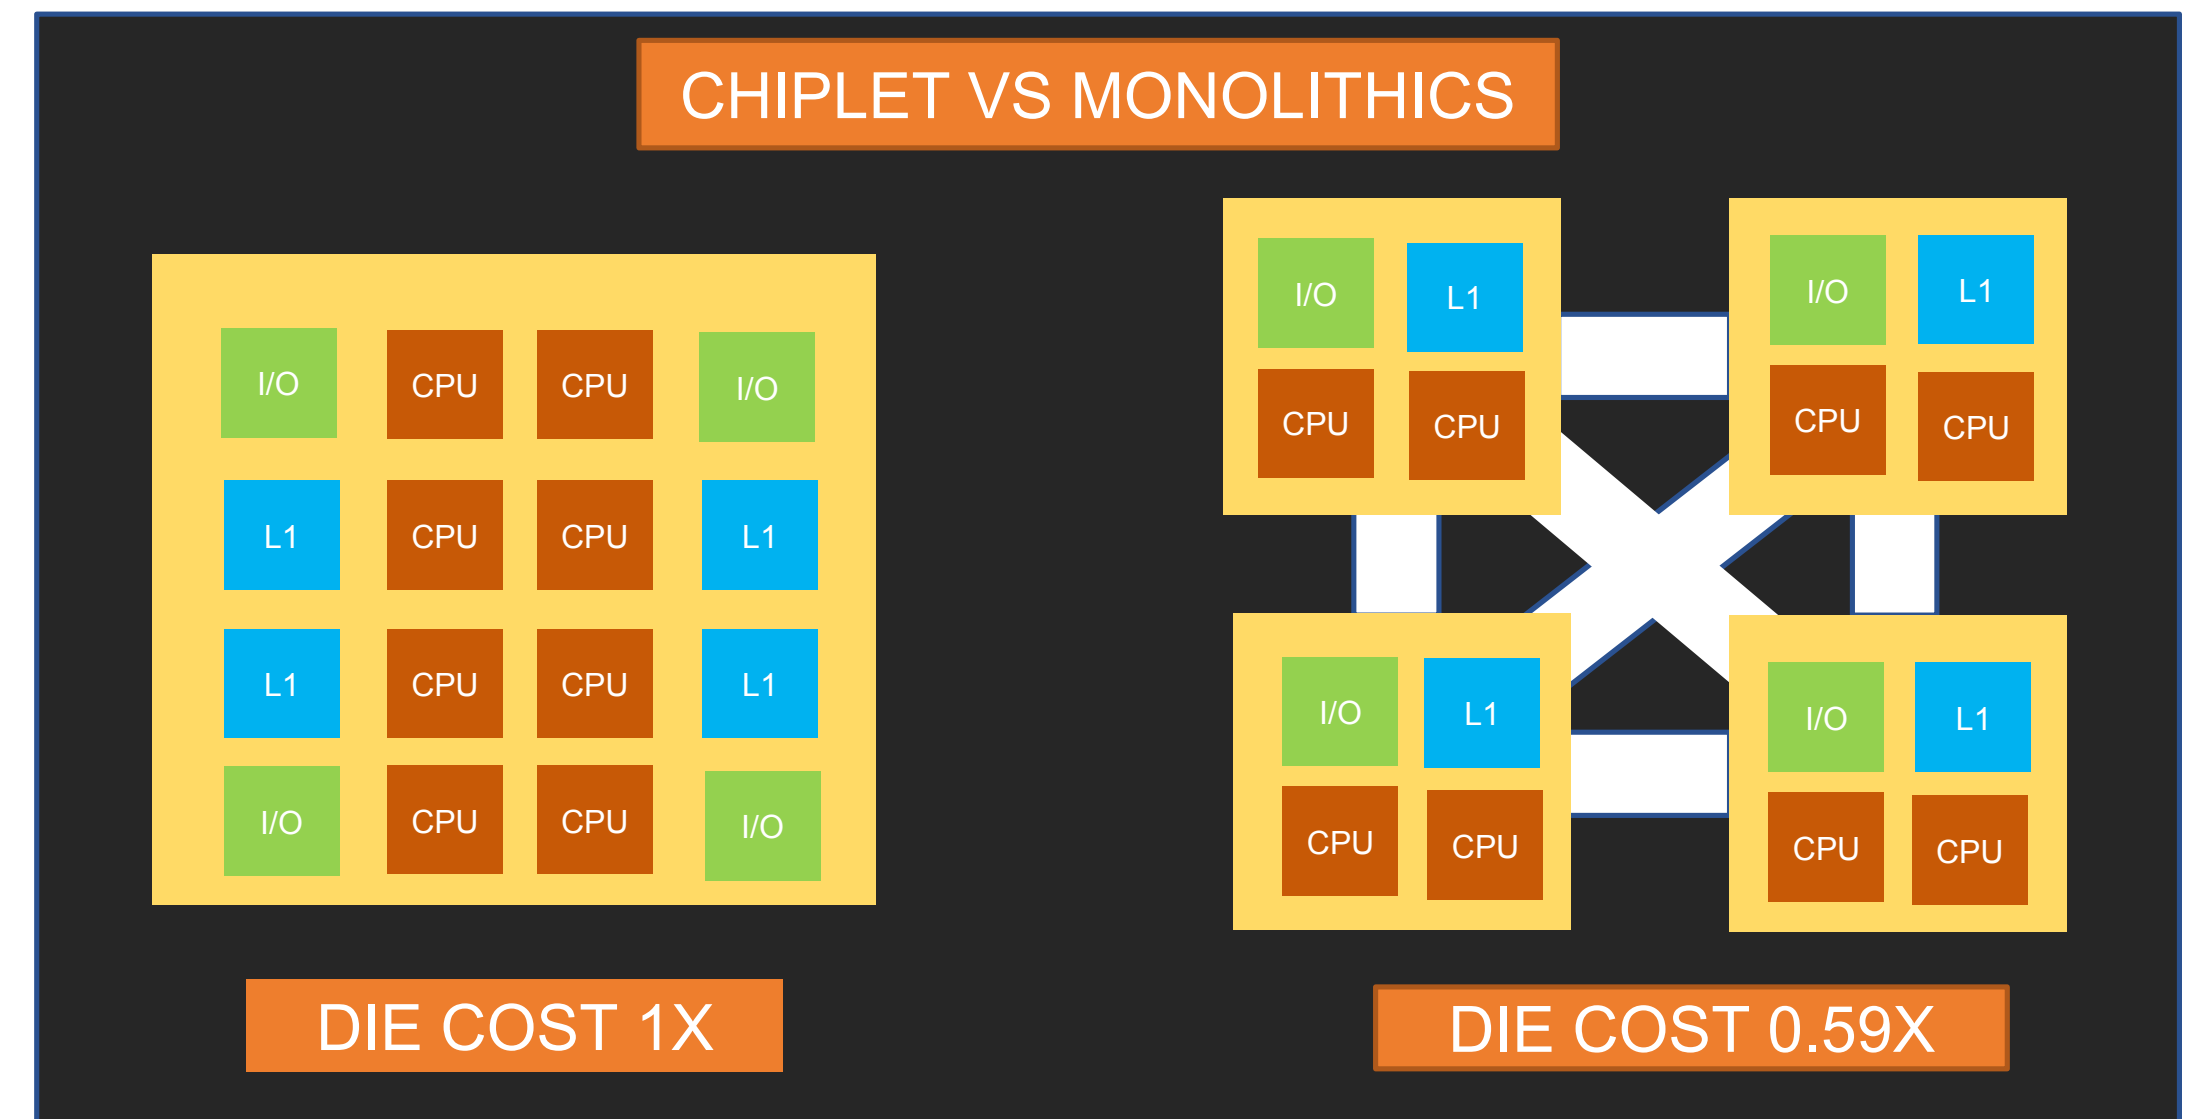 CHIPLET VS MONOLITHICS
I/O CPU CPU I/O
L1 CPU CPU L1
L1 CPU CPU L1
I/O CPU CPU I/O
DIE COST 1X
I/O L1
CPU CPU
I/O L1
CPU CPU
I/O L1
CPU CPU
I/O L1
CPU CPU
DIE COST 0.59X